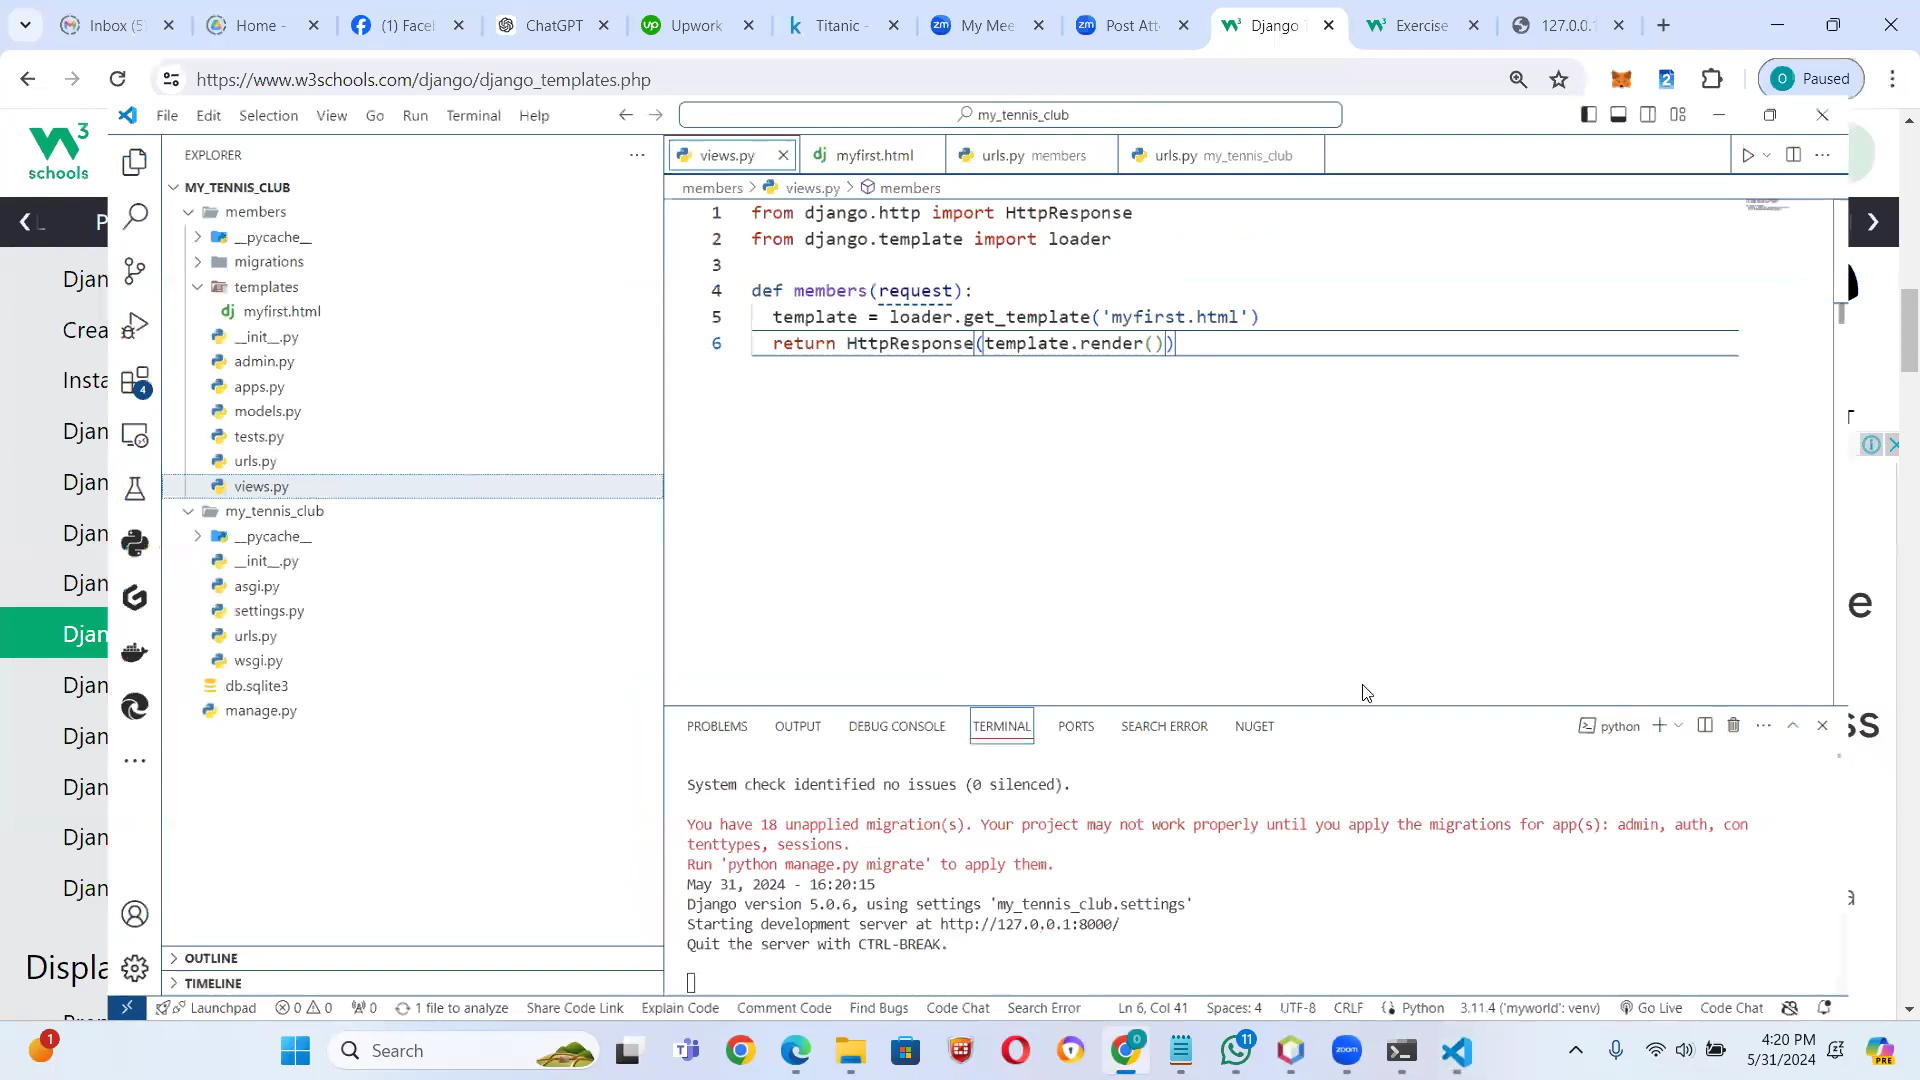 Inbox (5
Home -
(1) Facel
ChatGPT
Upwork
Titanic -
My Mee
Post Att
Django T
Exercise
127.0.0.
https://www.w3schools.com/django/django_templates.php
Paused
schools
File Edit Selection View Go Run Terminal Help
my_tennis_club
EXPLORER
MY_TENNIS_CLUB
members
__pycache__
migrations
templates
myfirst.html
__init__.py
admin.py
apps.py
models.py
tests.py
urls.py
views.py
my_tennis_club
__pycache__
__init__.py
asgi.py
settings.py
urls.py
wsgi.py
db.sqlite3
manage.py
OUTLINE
TIMELINE
views.py
myfirst.html
urls.py members
urls.py my_tennis_club
members > views.py > members
1 from django.http import HttpResponse
2 from django.template import loader
3
4 def members(request):
5 template = loader.get_template('myfirst.html')
6 return HttpResponse(template.render())
PROBLEMS OUTPUT DEBUG CONSOLE TERMINAL PORTS SEARCH ERROR NUGET
python
System check identified no issues (0 silenced).
You have 18 unapplied migration(s). Your project may not work properly until you apply the migrations for app(s): admin, auth, con
tenttypes, sessions.
Run 'python manage.py migrate' to apply them.
May 31, 2024 - 16:20:15
Django version 5.0.6, using settings 'my_tennis_club.settings'
Starting development server at http://127.0.0.1:8000/
Quit the server with CTRL-BREAK.
Launchpad 0 0 0 1 file to analyze Share Code Link Explain Code Comment Code Find Bugs Code Chat Search Error Ln 6, Col 41 Spaces: 4 UTF-8 CRLF Python 3.11.4 ('myworld': venv) Go Live Code Chat
Djan
Crea
Insta
Djan
Djan
Djan
Djan
Djan
Djan
Djan
Djan
Djan
Djan
Displa
Search
4:20 PM
5/31/2024